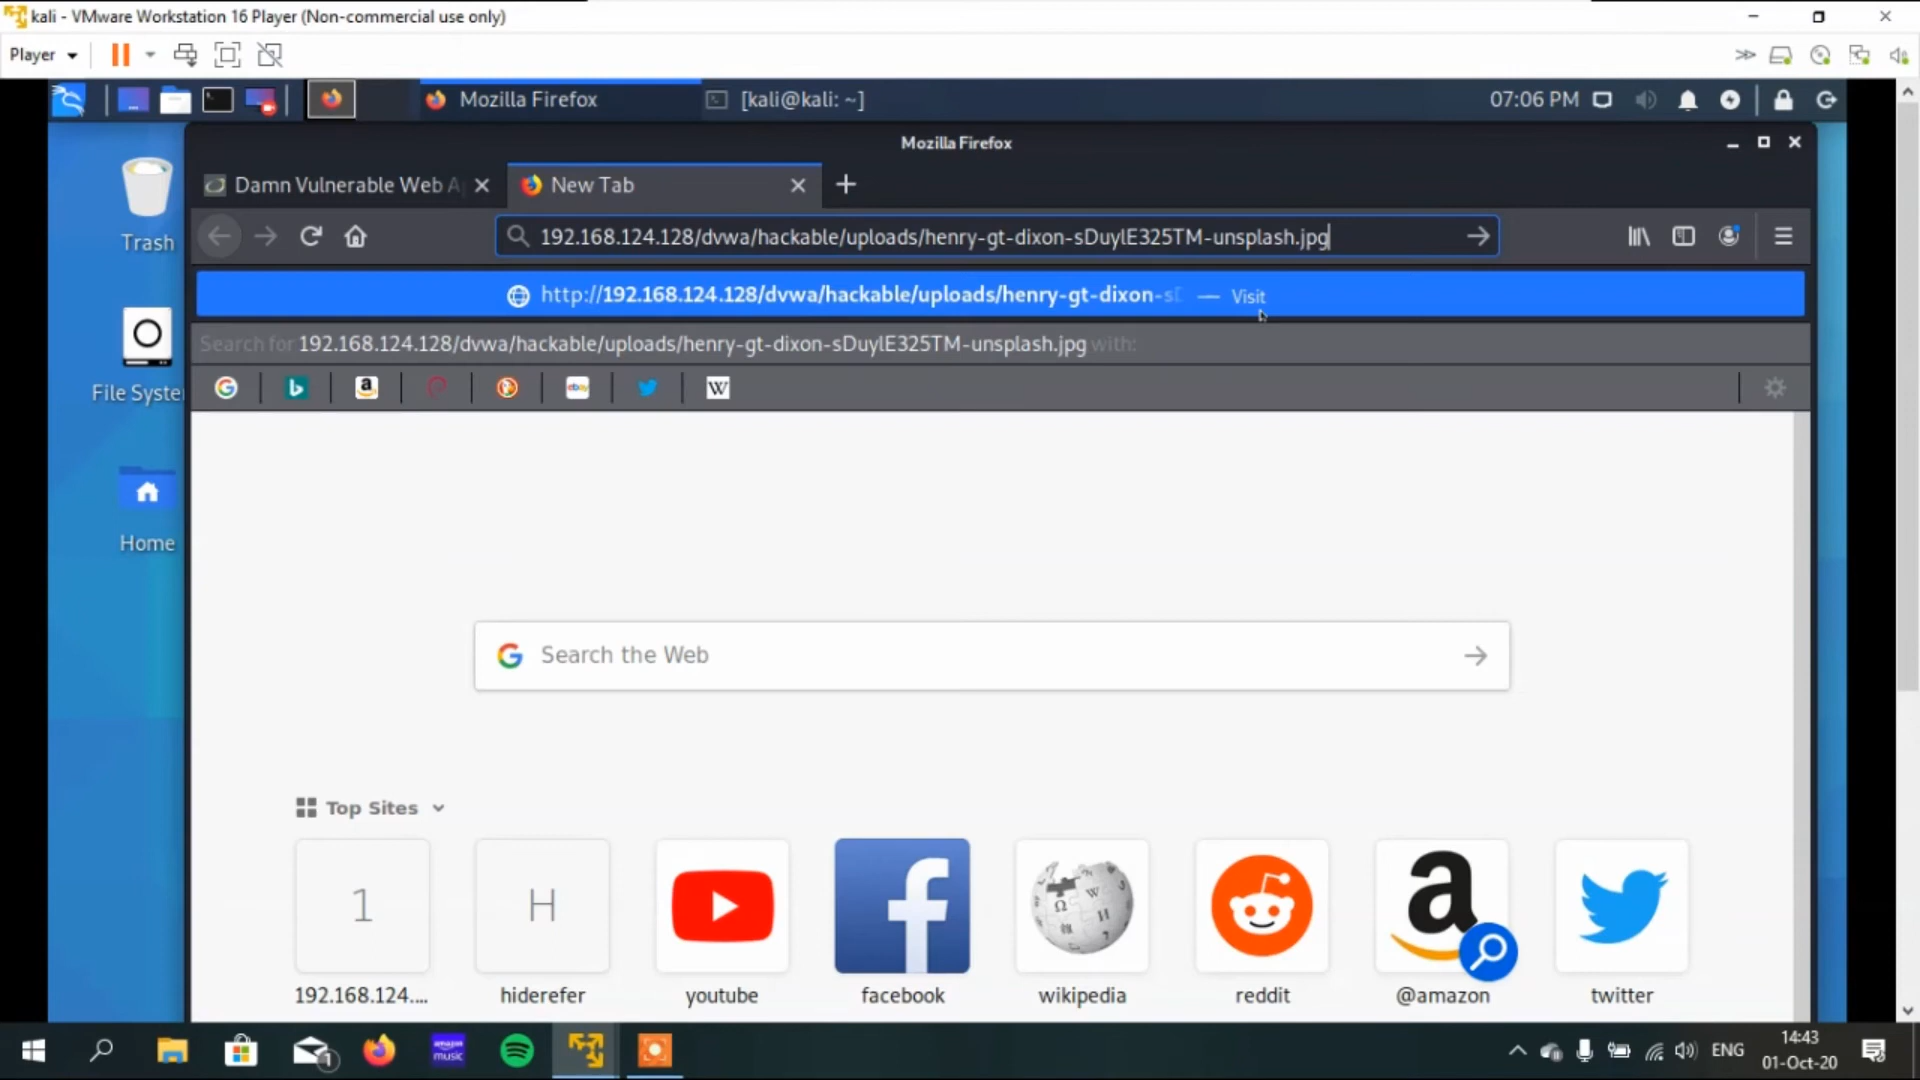 kali - VMware Workstation 16 Player (Non-commercial use only)
Player
Mozilla Firefox
[kali@kali: ~]
07:06 PM
Mozilla Firefox
Trash
File Syste
Home
Damn Vulnerable Web A
New Tab
192.168.124.128/dvwa/hackable/uploads/henry-gt-dixon-sDuylE325TM-unsplash.jpg
http://192.168.124.128/dvwa/hackable/uploads/henry-gt-dixon-sD — Visit
Search for 192.168.124.128/dvwa/hackable/uploads/henry-gt-dixon-sDuylE325TM-unsplash.jpg with:
Search the Web
Top Sites
1
H
192.168.124....
hiderefer
youtube
facebook
wikipedia
reddit
@amazon
twitter
amazon music
1
ENG
14:43
01-Oct-20